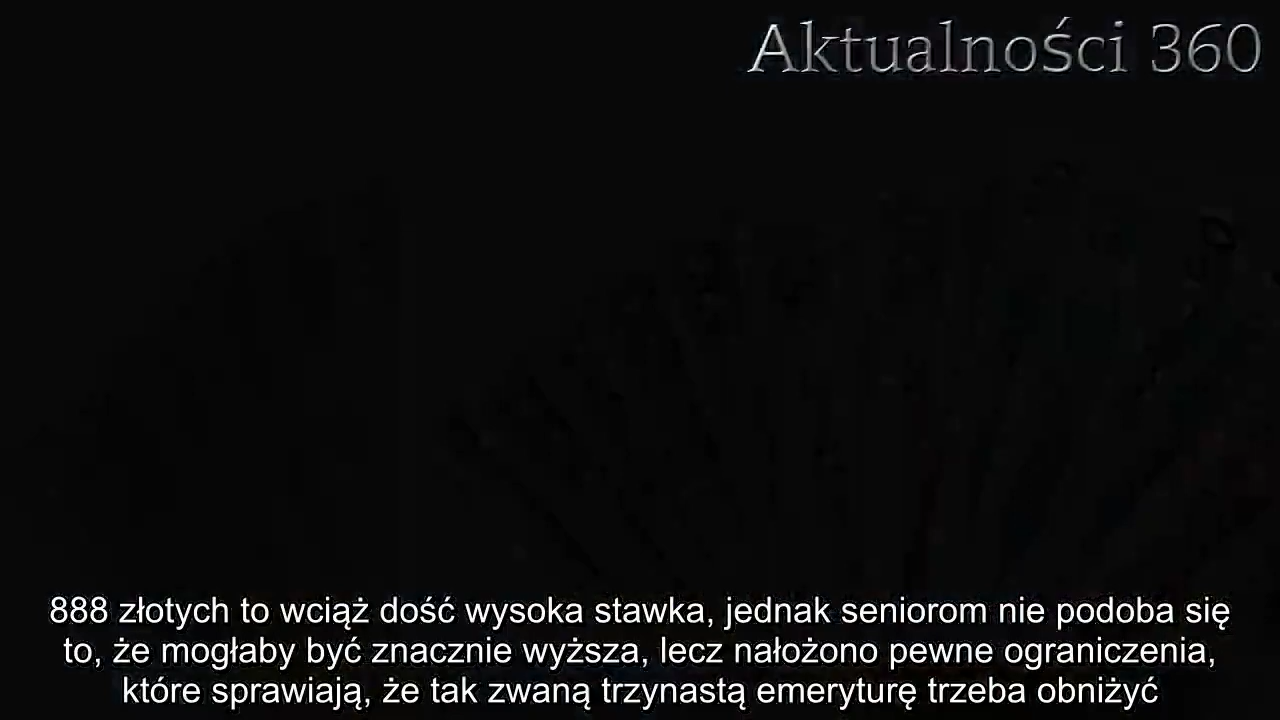 Aktualności 360
888 złotych to wciąż dość wysoka stawka, jednak seniorom nie podoba się
to, że mogłaby być znacznie wyższa, lecz nałożono pewne ograniczenia,
które sprawiają, że tak zwaną trzynastą emeryturę trzeba obniżyć